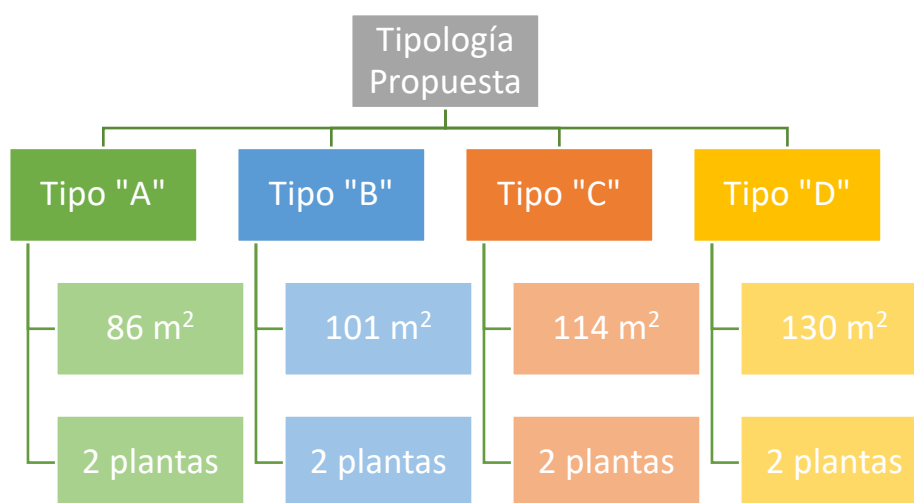 Tipología
Propuesta
Tipo "A"
Tipo "B"
Tipo "C"
Tipo "D"
86 m²
101 m²
114 m²
130 m²
2 plantas
2 plantas
2 plantas
2 plantas